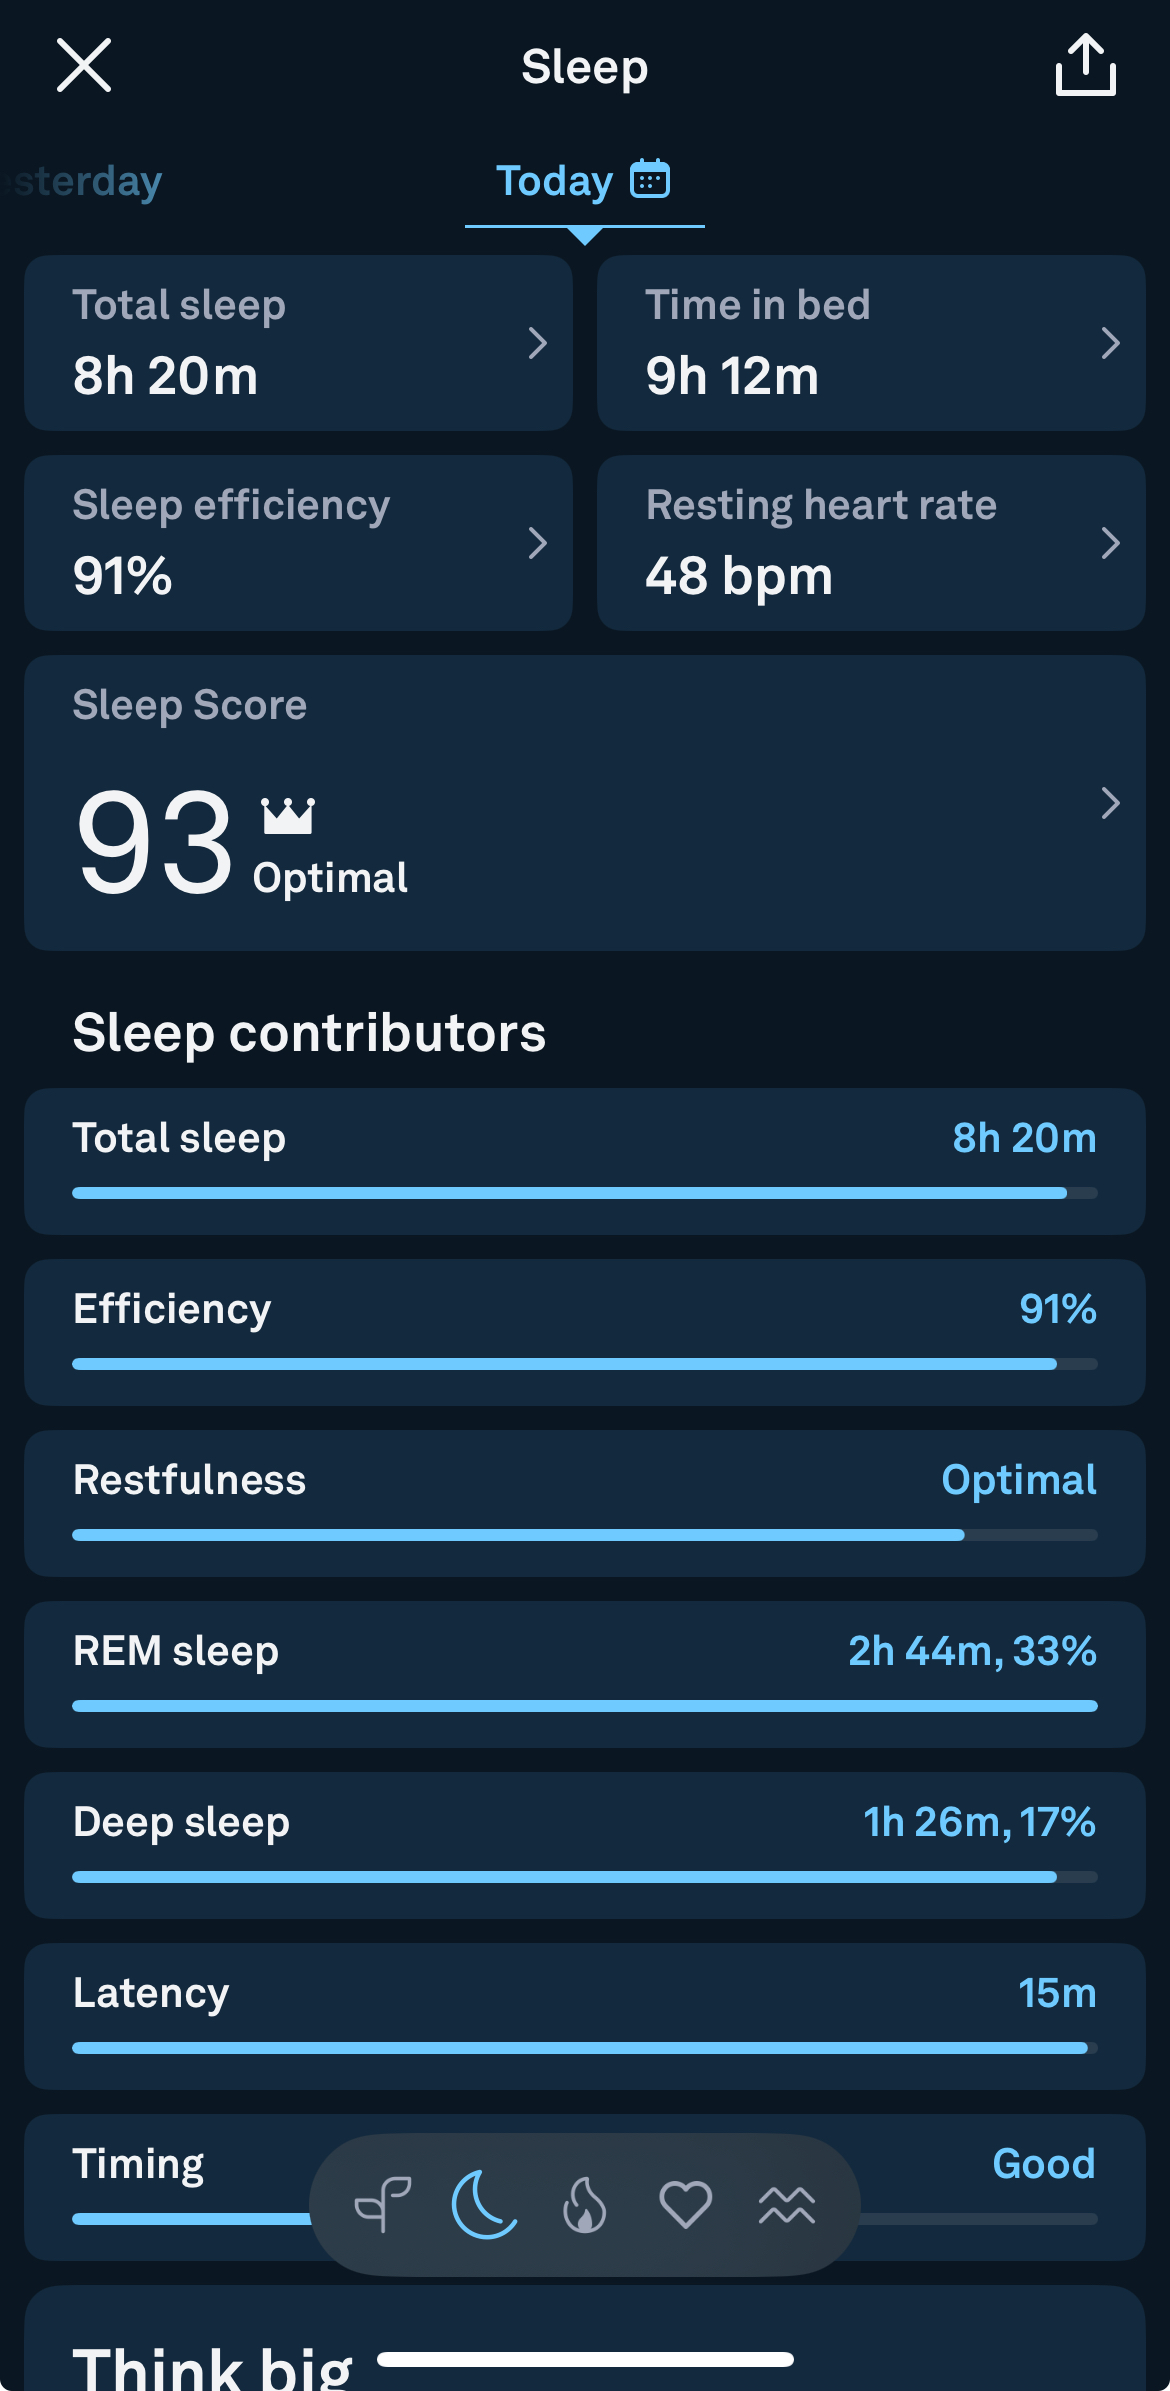 Sleep
esterday
Today
Total sleep
8h 20m
Time in bed
9h 12m
Sleep efficiency
91%
Resting heart rate
48 bpm
Sleep Score
93
Optimal
Sleep contributors
Total sleep 8h 20m
Efficiency 91%
Restfulness Optimal
REM sleep 2h 44m, 33%
Deep sleep 1h 26m, 17%
Latency 15m
Timing Good
Think big